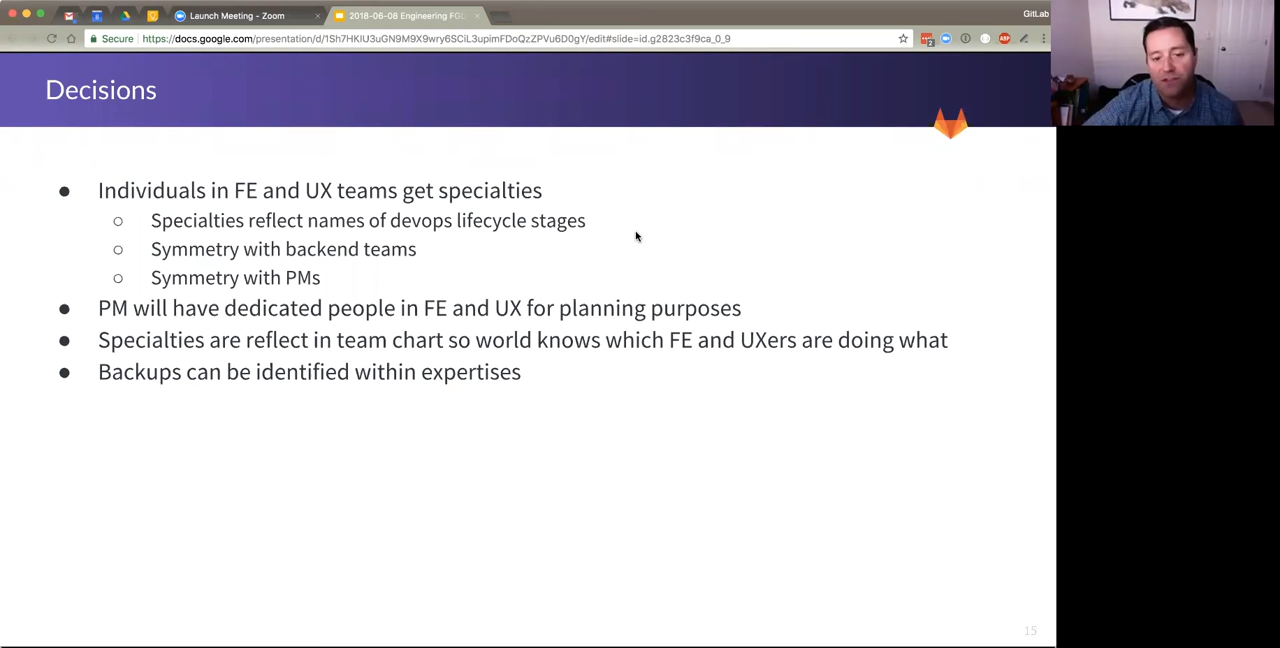 Launch Meeting - Zoom
2018-06-08 Engineering FG
GitLab
Secure
https://docs.google.com/presentation/d/1Sh7HKIU3uGN9M9X9wry6SCiL3upimFDoQzZPVu6D0gY/edit#slide=id.g2823c3f9ca_0_9
Decisions
● Individuals in FE and UX teams get specialties
○ Specialties reflect names of devops lifecycle stages
○ Symmetry with backend teams
○ Symmetry with PMs
● PM will have dedicated people in FE and UX for planning purposes
● Specialties are reflect in team chart so world knows which FE and UXers are doing what
● Backups can be identified within expertises
15